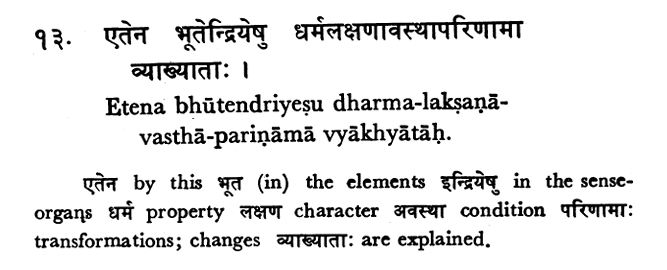 १३. एतेन भूतेन्द्रियेषु धर्मलक्षणावस्थापरिणामा
व्याख्याताः ।
Etena bhūtendriyeṣu dharma-lakṣaṇā-
vasthā-pariṇāmā vyākhyātāḥ.
एतेन by this भूत (in) the elements इन्द्रियेषु in the sense-
organs धर्म property लक्षण character अवस्था condition परिणामाः
transformations; changes व्याख्याताः are explained.